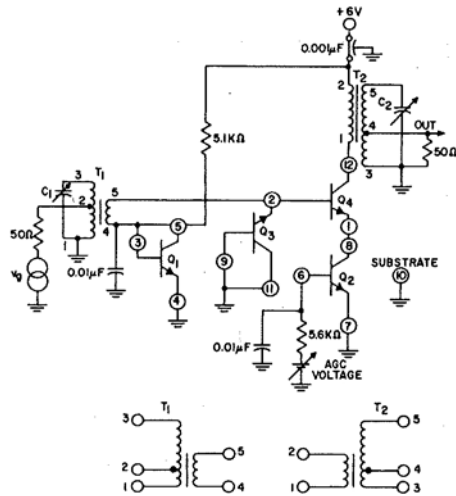 +6V
0.001µF
T2
2
5
C2
5.1KΩ
4
OUT
1
50Ω
3
12
C1
3
T1
5
2
2
Q4
4
5
1
1
50Ω
3
Q3
8
SUBSTRATE
0.01µF
Q1
9
6
Q2
10
vg
4
11
7
5.6KΩ
0.01µF
AGC
VOLTAGE
T1
T2
3
5
5
2
2
4
1
4
1
3